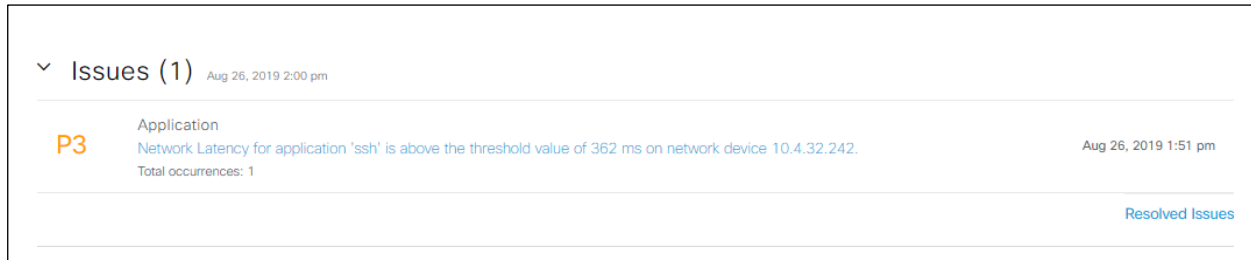 Issues (1) Aug 26, 2019 2:00 pm
Application
P3 Network Latency for application 'ssh' is above the threshold value of 362 ms on network device 10.4.32.242. Aug 26, 2019 1:51 pm
Total occurrences: 1
Resolved Issues